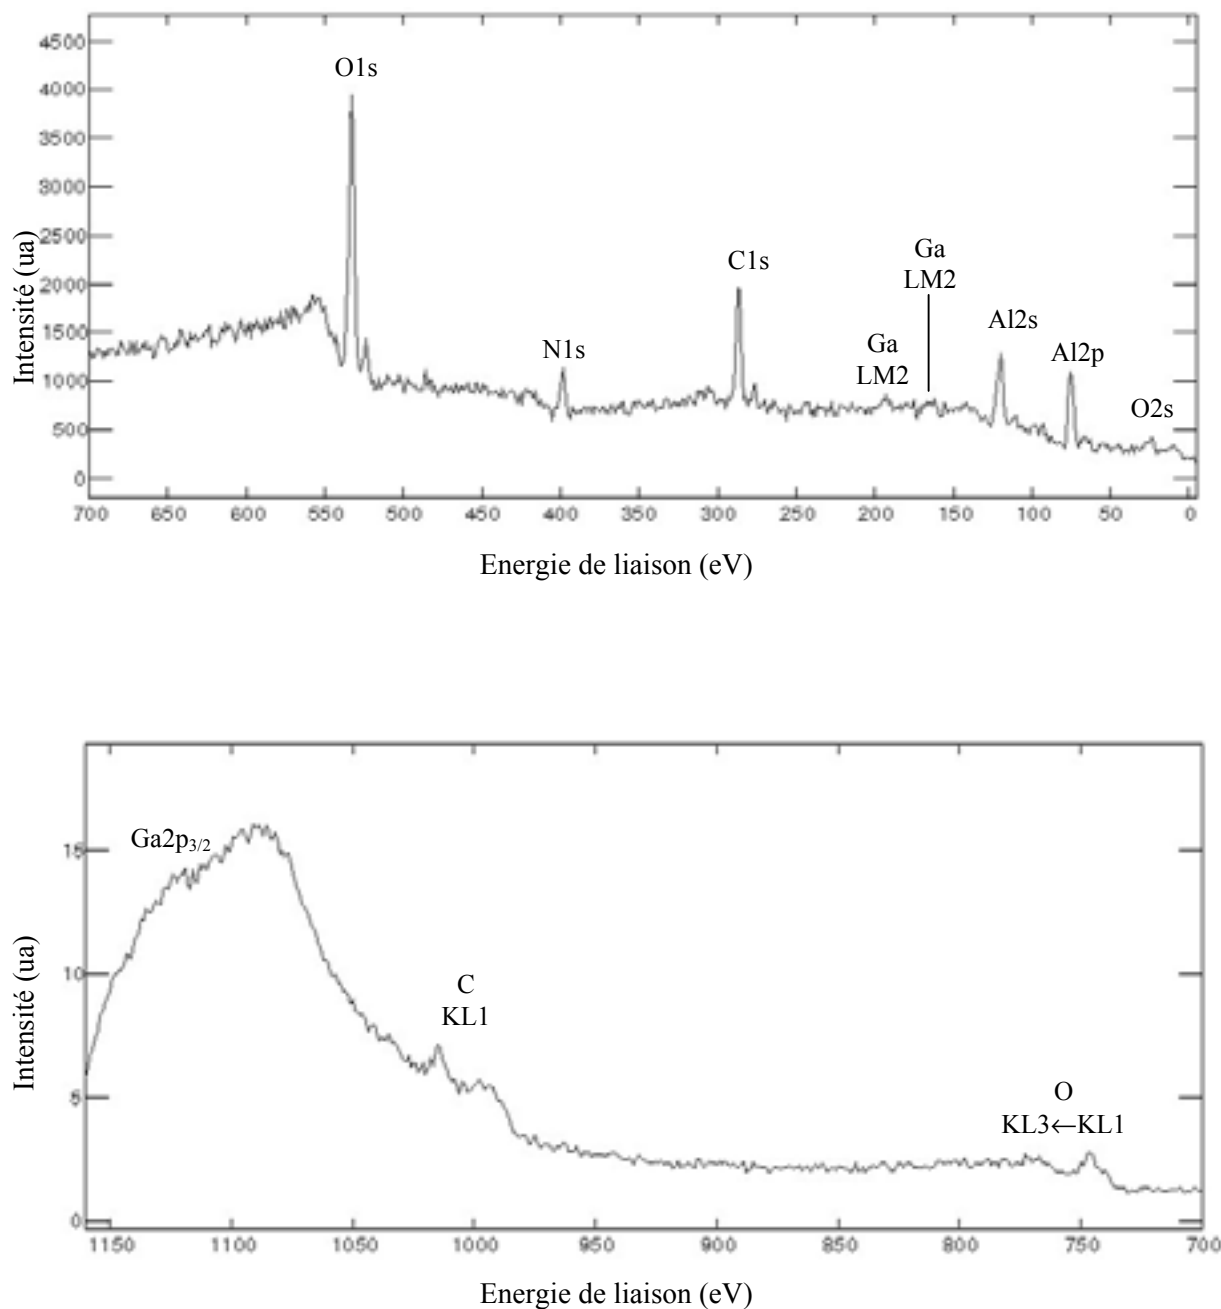 4500
4000
3500
3000
2500
2000
1500
1000
500
0
Intensité (ua)
O1s
N1s
C1s
Ga
LM2
Ga
LM2
Al2s
Al2p
O2s
700 650 600 550 500 450 400 350 300 250 200 150 100 50 0
Energie de liaison (eV)
15
10
5
0
Intensité (ua)
Ga2p3/2
C
KL1
O
KL3←KL1
1150 1100 1050 1000 950 900 850 800 750 700
Energie de liaison (eV)